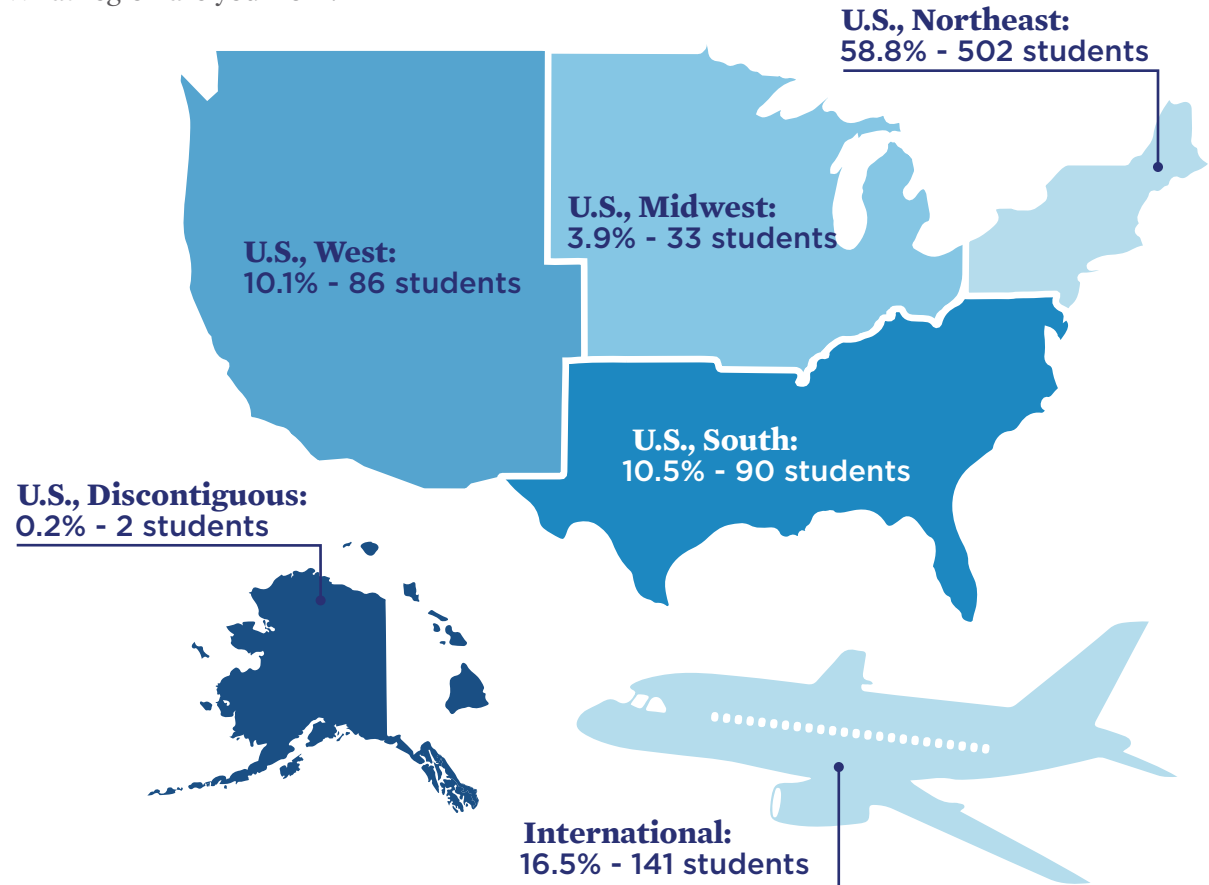 U.S., Northeast:
58.8% - 502 students
U.S., Midwest:
3.9% - 33 students
U.S., West:
10.1% - 86 students
U.S., South:
10.5% - 90 students
U.S., Discontiguous:
0.2% - 2 students
International:
16.5% - 141 students